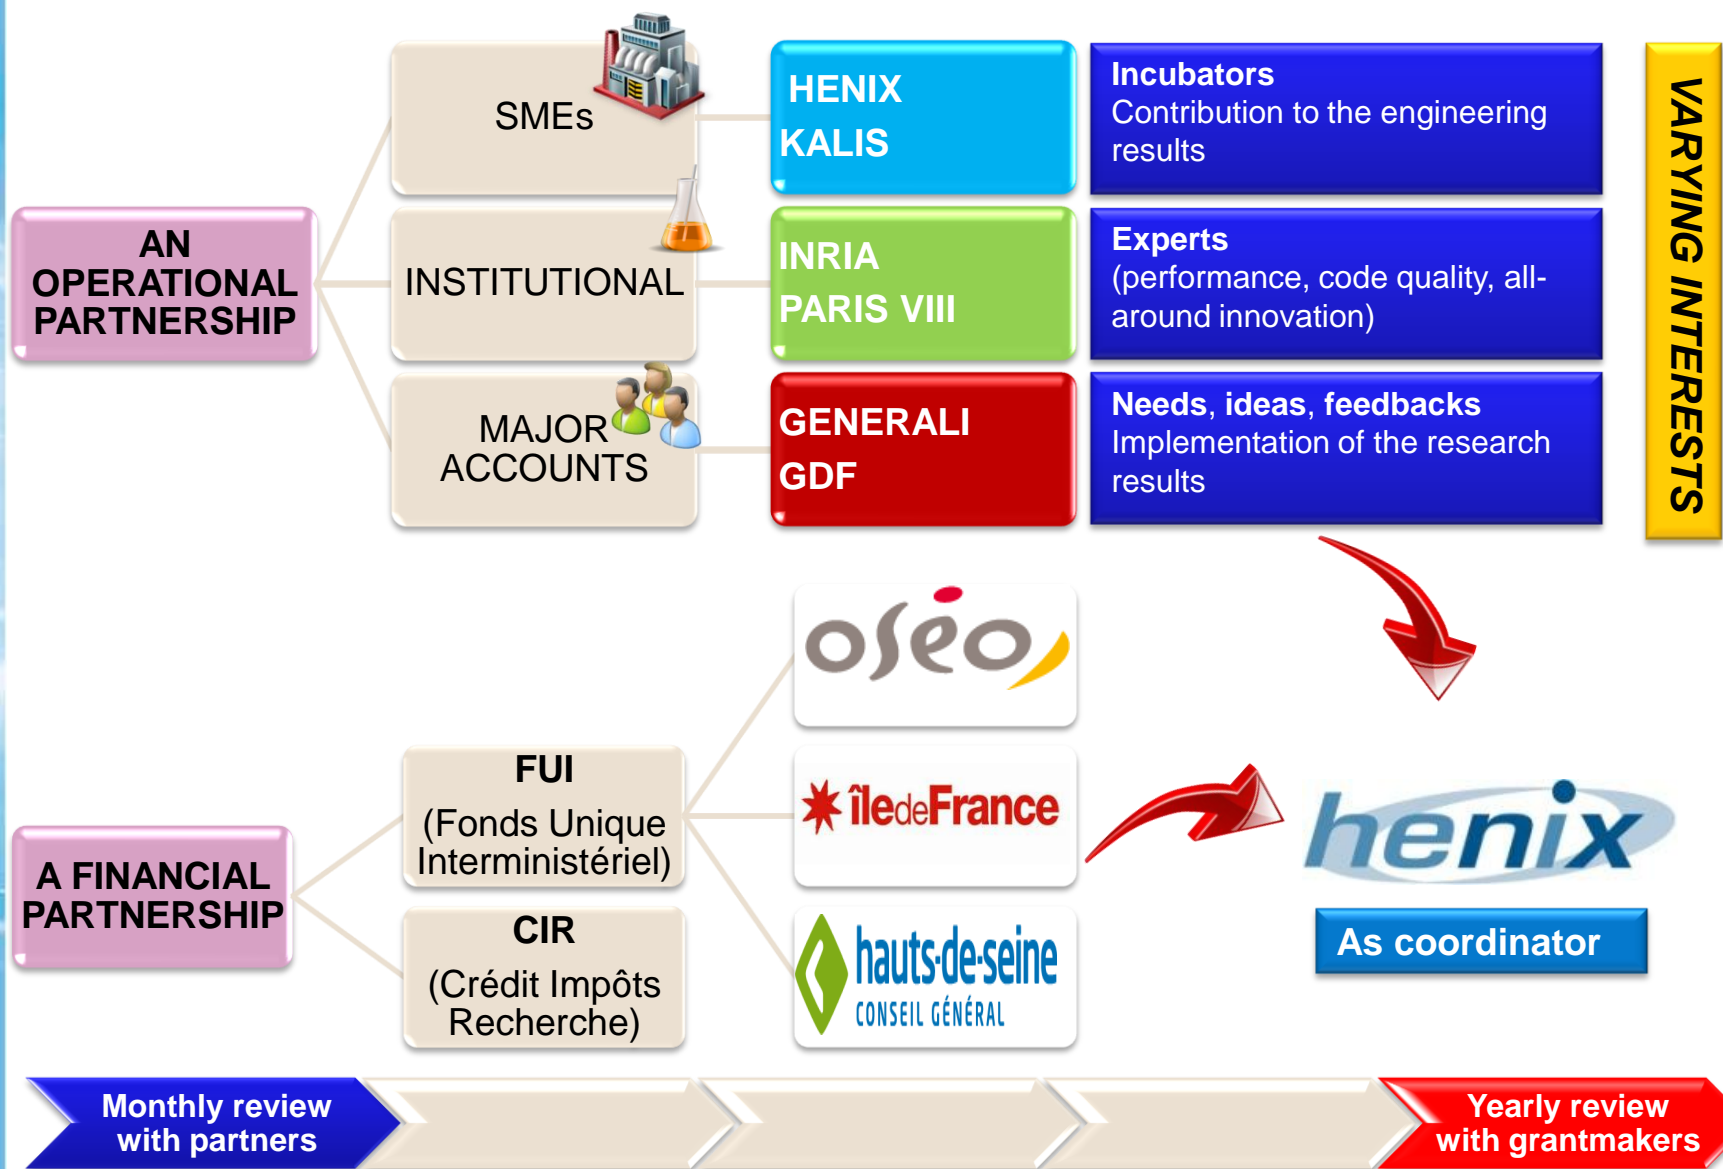 SMEs
HENIX
KALIS
Incubators
Contribution to the engineering
results
AN
OPERATIONAL
PARTNERSHIP
INSTITUTIONAL
INRIA
PARIS VIII
Experts
(performance, code quality, all-
around innovation)
MAJOR
ACCOUNTS
GENERALI
GDF
Needs, ideas, feedbacks
Implementation of the research
results
VARYING INTERESTS
A FINANCIAL
PARTNERSHIP
FUI
(Fonds Unique
Interministériel)
CIR
(Crédit Impôts
Recherche)
oséo
îledeFrance
hauts-de-seine
CONSEIL GÉNÉRAL
henix
As coordinator
Monthly review
with partners
Yearly review
with grantmakers